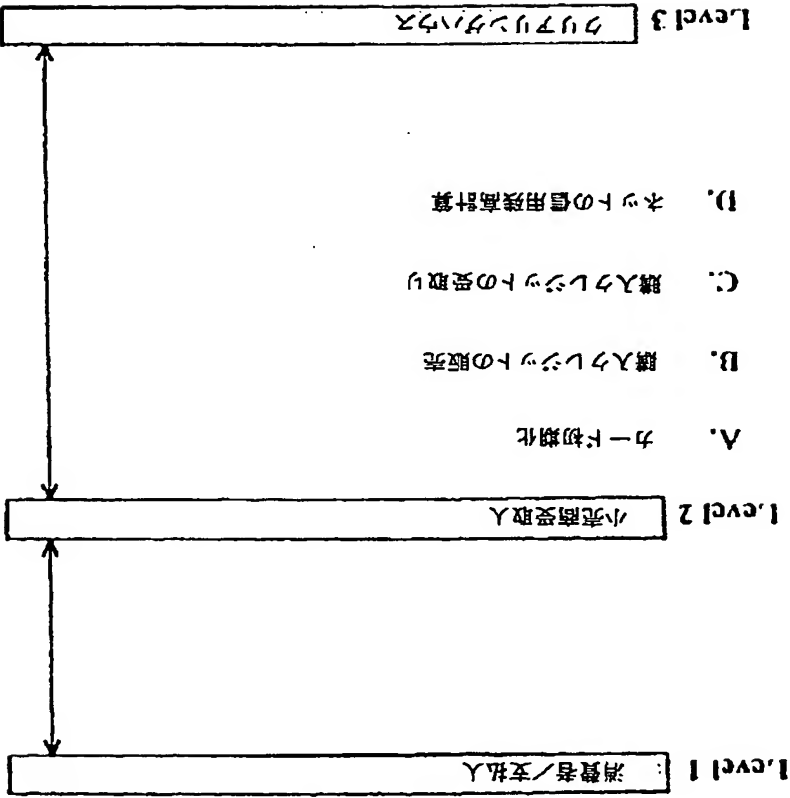 Level 1 消費者/支払人
Level 2 小売商受取人
A. カード初期化
B. 購入クレジットの販売
C. 購入クレジットの受取り
D. ネットの信用残高計算
Level 3 クリアリングハウス